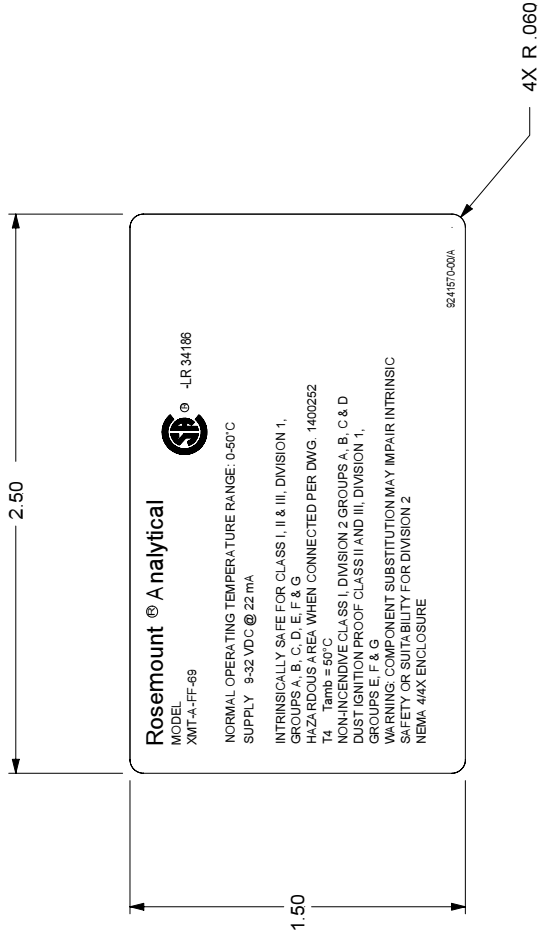 2.50
Rosemount ® Analytical
MODEL
XMT-A-FF-69
CSA ® -LR 34186
NORMAL OPERATING TEMPERATURE RANGE: 0-50°C
SUPPLY 9-32 VDC @ 22 mA
INTRINSICALLY SAFE FOR CLASS I, II & III, DIVISION 1,
GROUPS A, B, C, D, E, F & G
HAZARDOUS AREA WHEN CONNECTED PER DWG. 1400252
T4 Tamb = 50°C
NON-INCENDIVE CLASS I, DIVISION 2 GROUPS A, B, C & D
DUST IGNITION PROOF CLASS II AND III, DIVISION 1,
GROUPS E, F & G
WARNING: COMPONENT SUBSTITUTION MAY IMPAIR INTRINSIC
SAFETY OR SUITABILITY FOR DIVISION 2
NEMA 4/4X ENCLOSURE
9241570-00/A
1.50
4X R .060